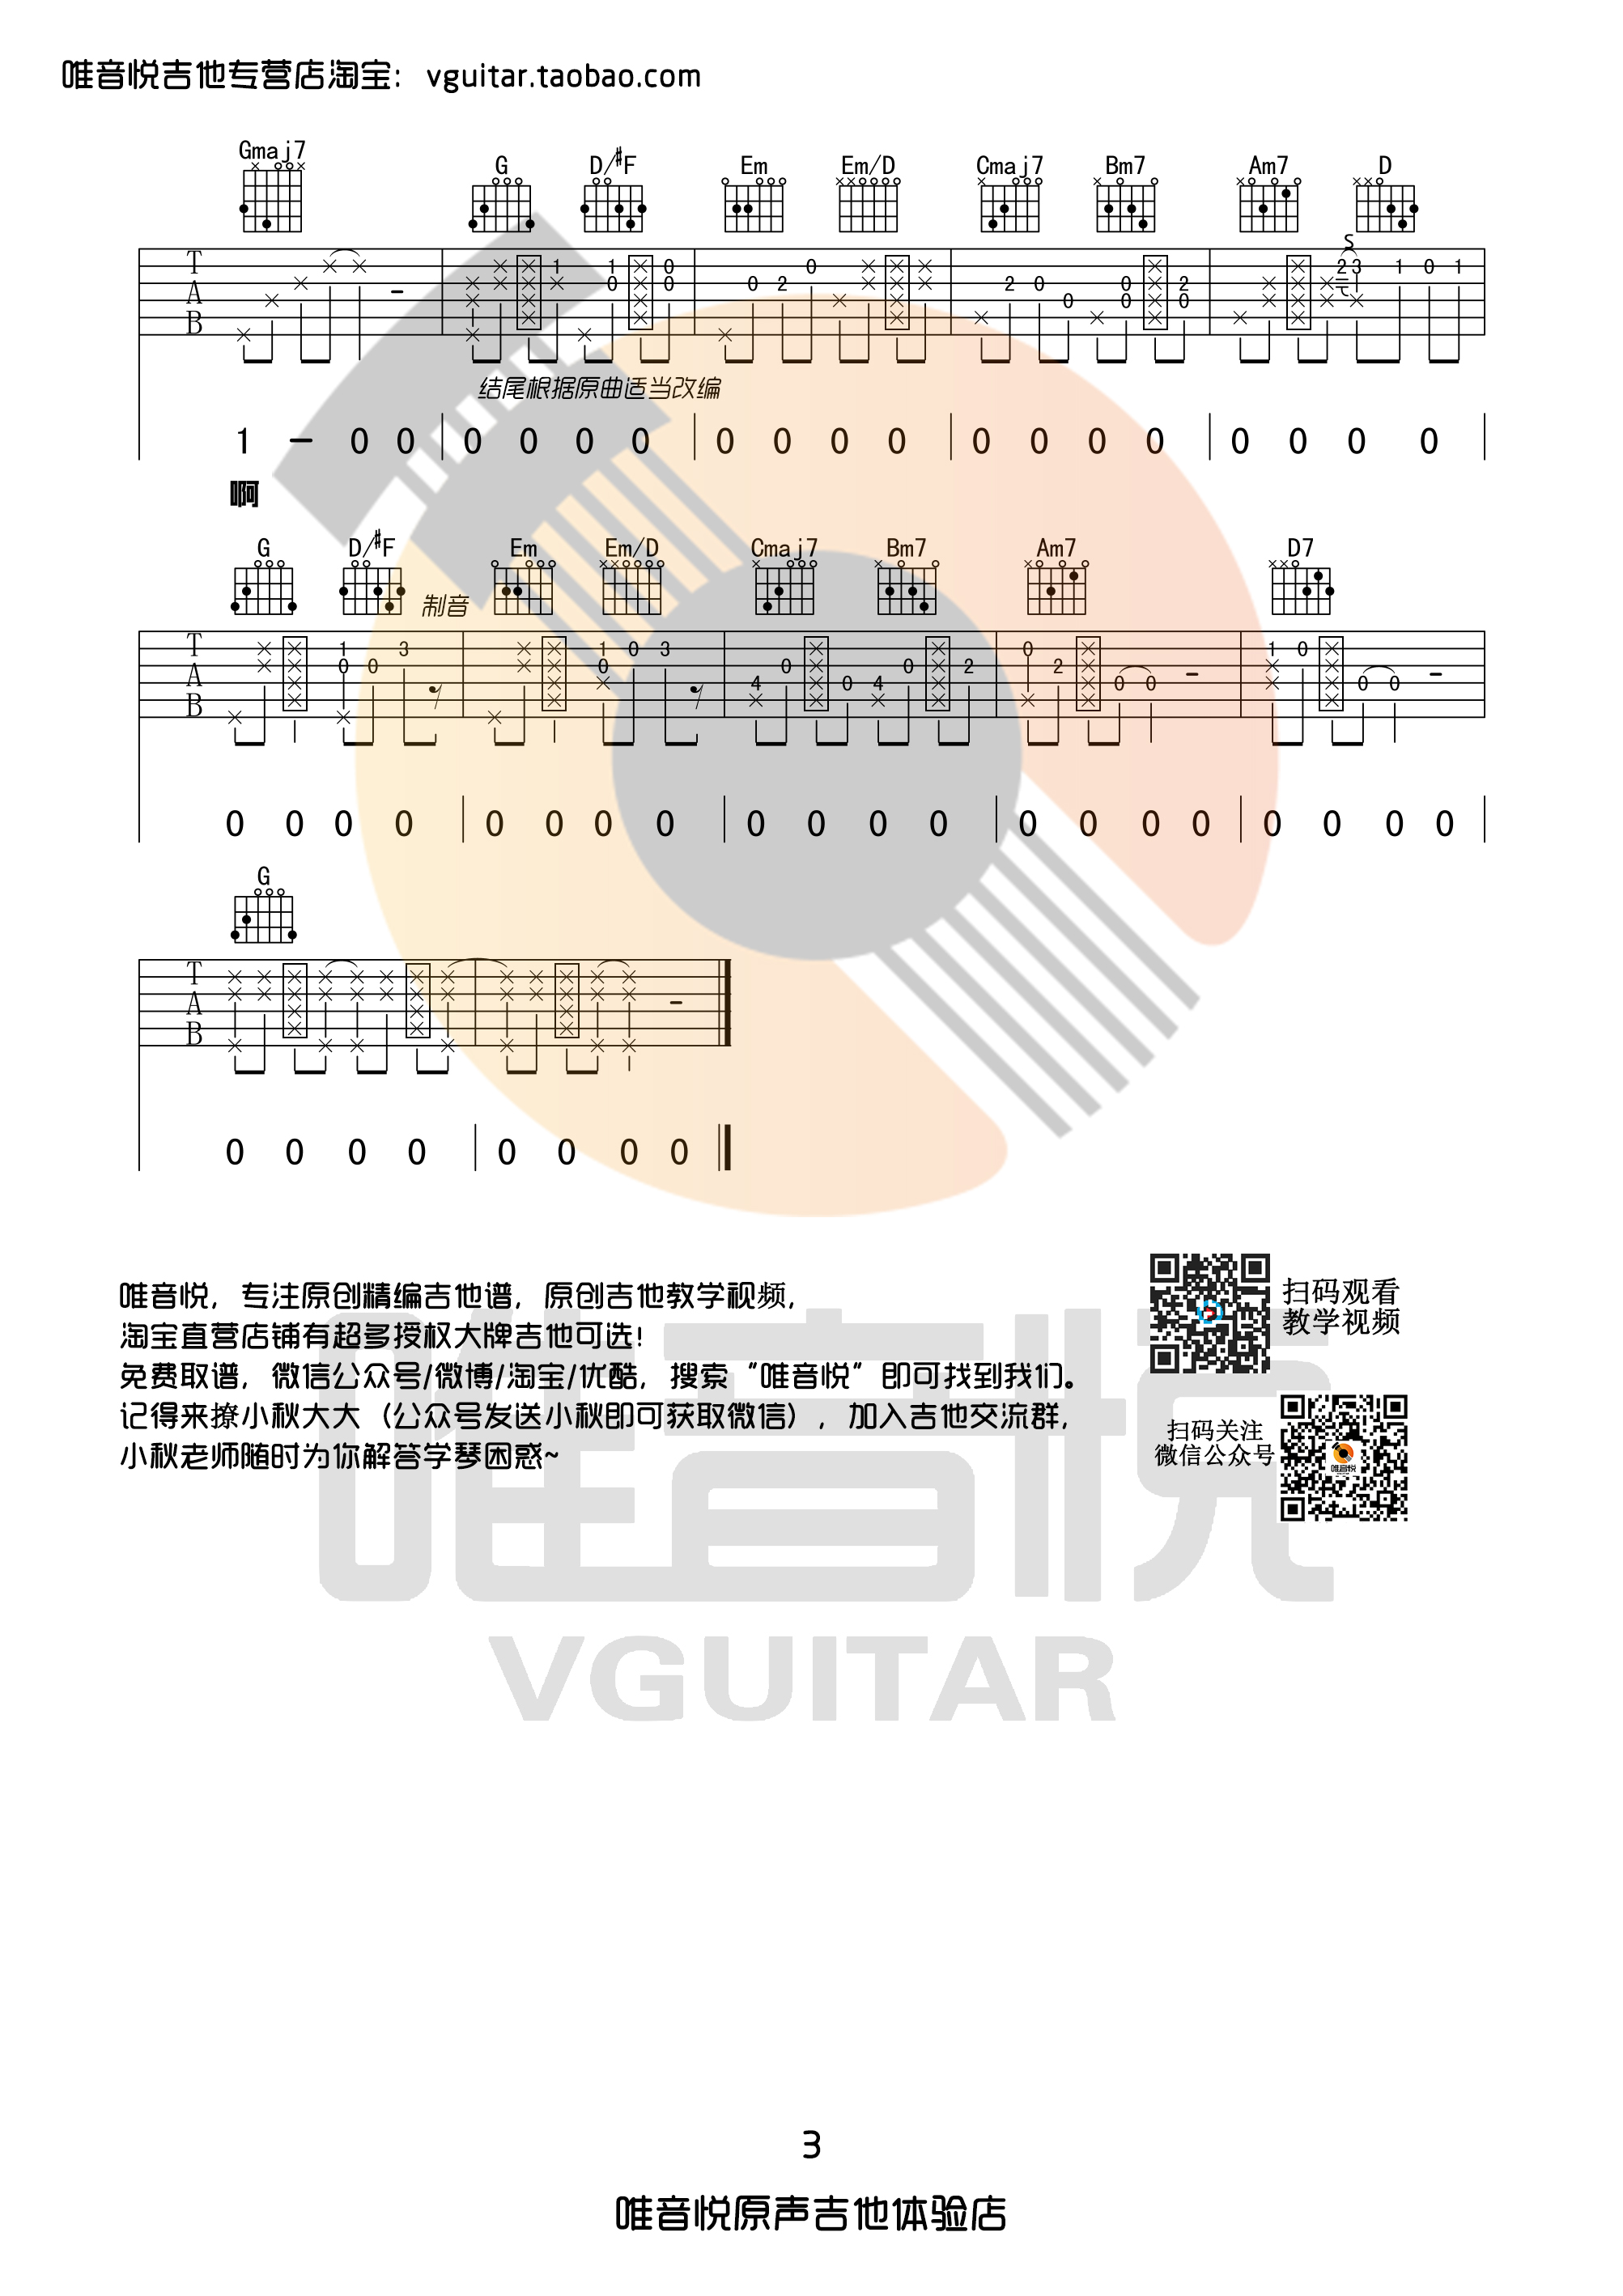 唯音悦吉他专营店淘宝：vguitar.taobao.com
Gmaj7 G D/#F Em Em/D Cmaj7 Bm7 Am7 D
S
T
A
B
结尾根据原曲适当改编
1 – 0 0 | 0 0 0 0 | 0 0 0 0 | 0 0 0 0 | 0 0 0 0
啊
G D/#F Em Em/D Cmaj7 Bm7 Am7 D7
制音
T
A
B
0 0 0 0 | 0 0 0 0 | 0 0 0 0 | 0 0 0 0 | 0 0 0 0
G
T
A
B
0 0 0 0 | 0 0 0 0
唯音悦，专注原创精编吉他谱，原创吉他教学视频，
淘宝直营店铺有超多授权大牌吉他可选！
免费取谱，微信公众号/微博/淘宝/优酷，搜索“唯音悦”即可找到我们。
记得来撩小秋大大（公众号发送小秋即可获取微信），加入吉他交流群，
小秋老师随时为你解答学琴困惑~
扫码观看
教学视频
扫码关注
微信公众号
唯音悦
唯音悦
VGUITAR
3
唯音悦原声吉他体验店